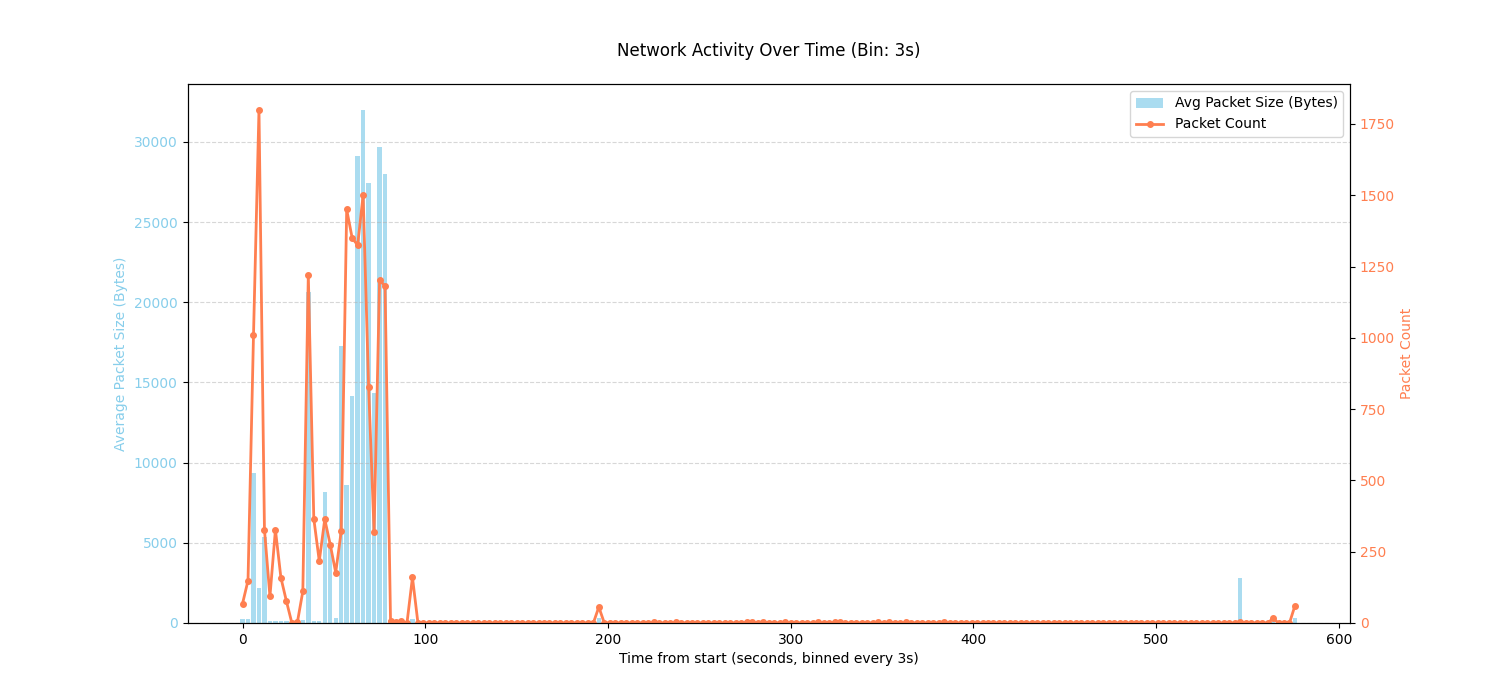 Network Activity Over Time (Bin: 3s)
Avg Packet Size (Bytes)
Packet Count
Average Packet Size (Bytes)
30000
25000
20000
15000
10000
5000
0
1750
1500
1250
1000
750
500
250
0
Packet Count
0 100 200 300 400 500 600
Time from start (seconds, binned every 3s)